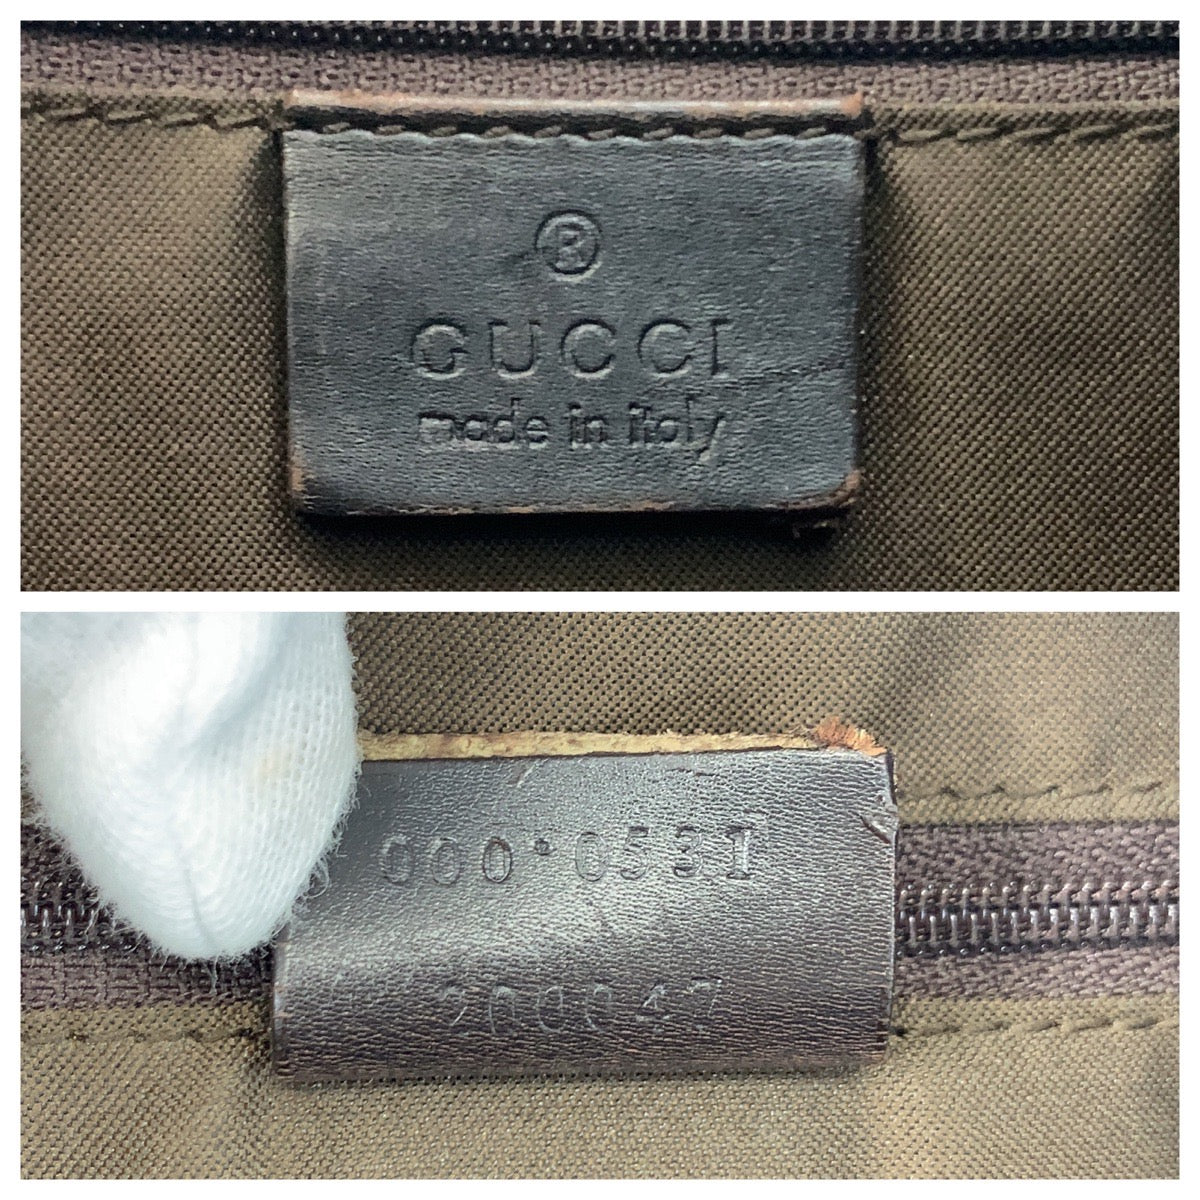 ®
GUCCI
made in italy
000•0531
200047